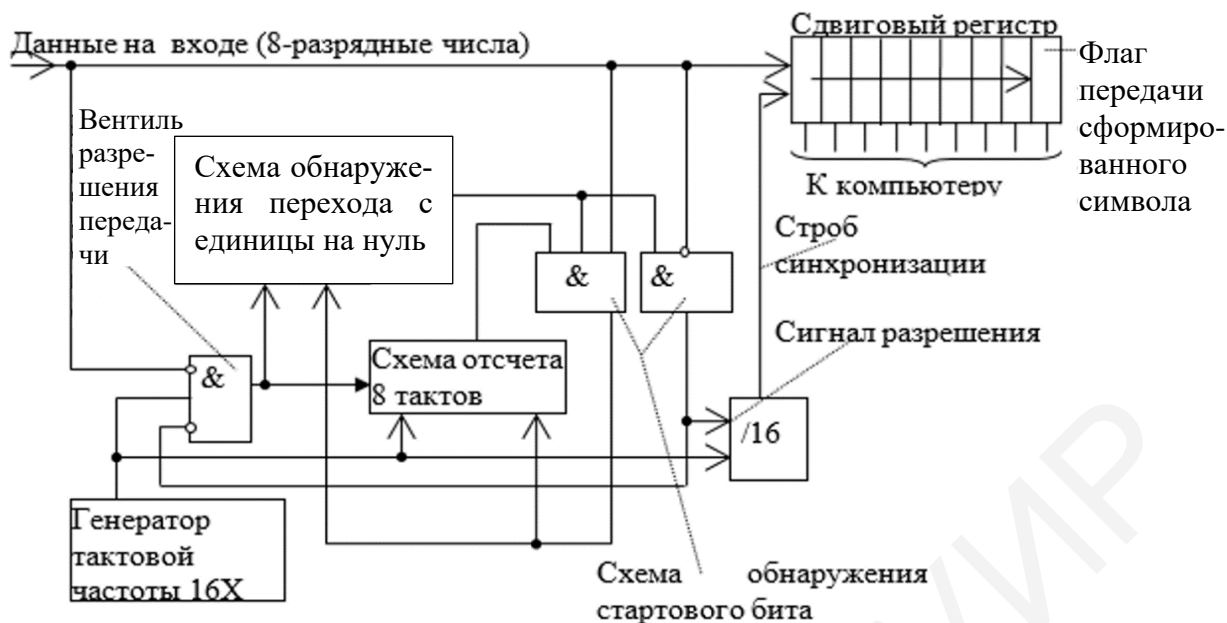 Данные на входе (8-разрядные числа)
Сдвиговый регистр
Флаг
передачи
сформиро-
ванного
символа
К компьютеру
Вентиль
разре-
шения
переда-
чи
Схема обнаруже-
ния перехода с
единицы на нуль
&
&
Строб
синхронизации
Сигнал разрешения
&
Схема отсчета
8 тактов
/16
Генератор
тактовой
частоты 16X
Схема обнаружения
стартового бита
УИР